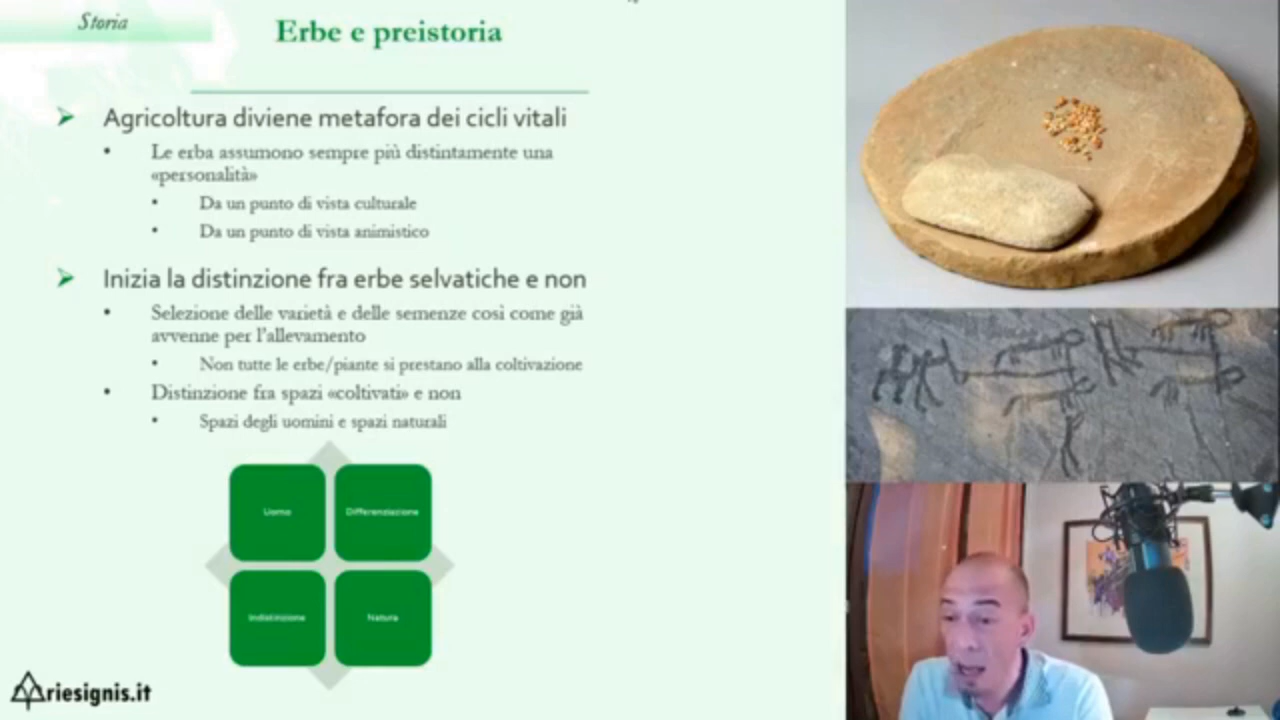 Storia
Erbe e preistoria
Agricoltura diviene metafora dei cicli vitali
Le erba assumono sempre più distintamente una
«personalità»
Da un punto di vista culturale
Da un punto di vista animistico
Inizia la distinzione fra erbe selvatiche e non
Selezione delle varietà e delle semenze così come già
avvenne per l'allevamento
Non tutte le erbe/piante si prestano alla coltivazione
Distinzione fra spazi «coltivati» e non
Spazi degli uomini e spazi naturali
Uomo
Differenziazione
Indistinzione
Natura
Ariesignis.it